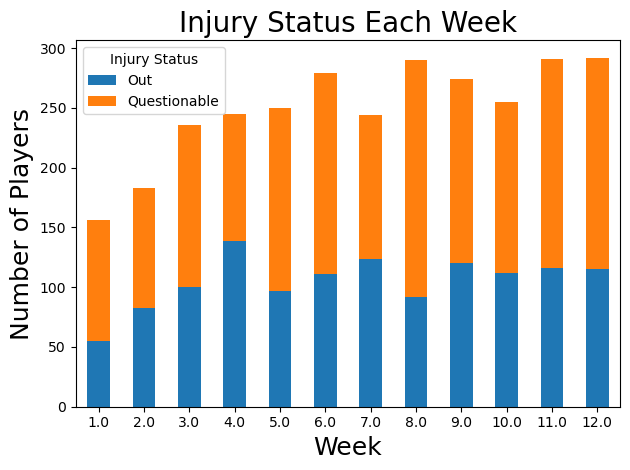 Injury Status Each Week
Injury Status
Out
Questionable
Number of Players
300
250
200
150
100
50
0
1.0 2.0 3.0 4.0 5.0 6.0 7.0 8.0 9.0 10.0 11.0 12.0
Week